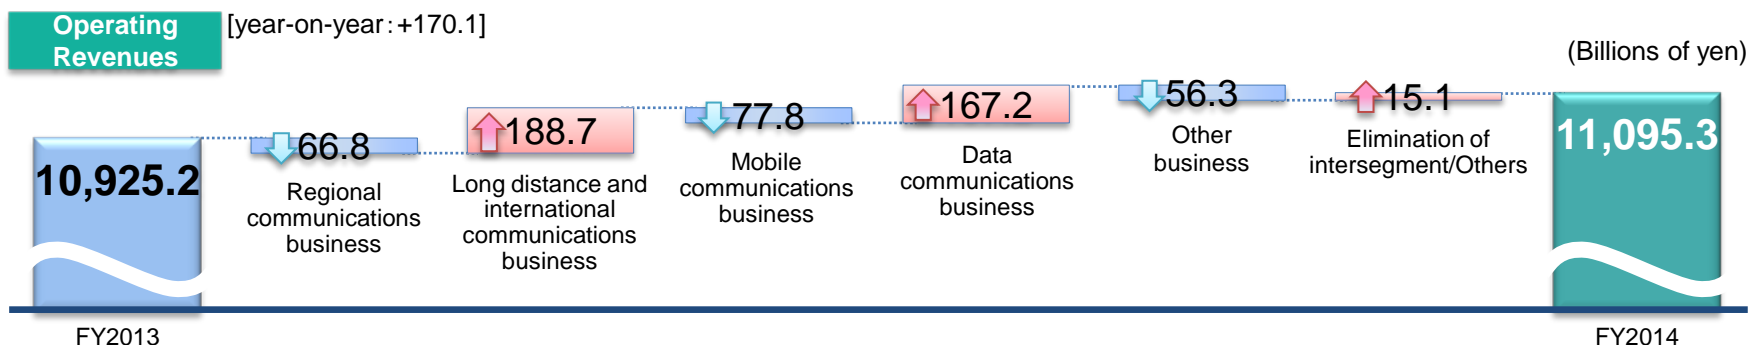 Operating
Revenues
[year-on-year:+170.1]
(Billions of yen)
10,925.2
66.8
Regional
communications
business
188.7
Long distance and
international
communications
business
77.8
Mobile
communications
business
167.2
Data
communications
business
56.3
Other
business
15.1
Elimination of
intersegment/Others
11,095.3
FY2013
FY2014